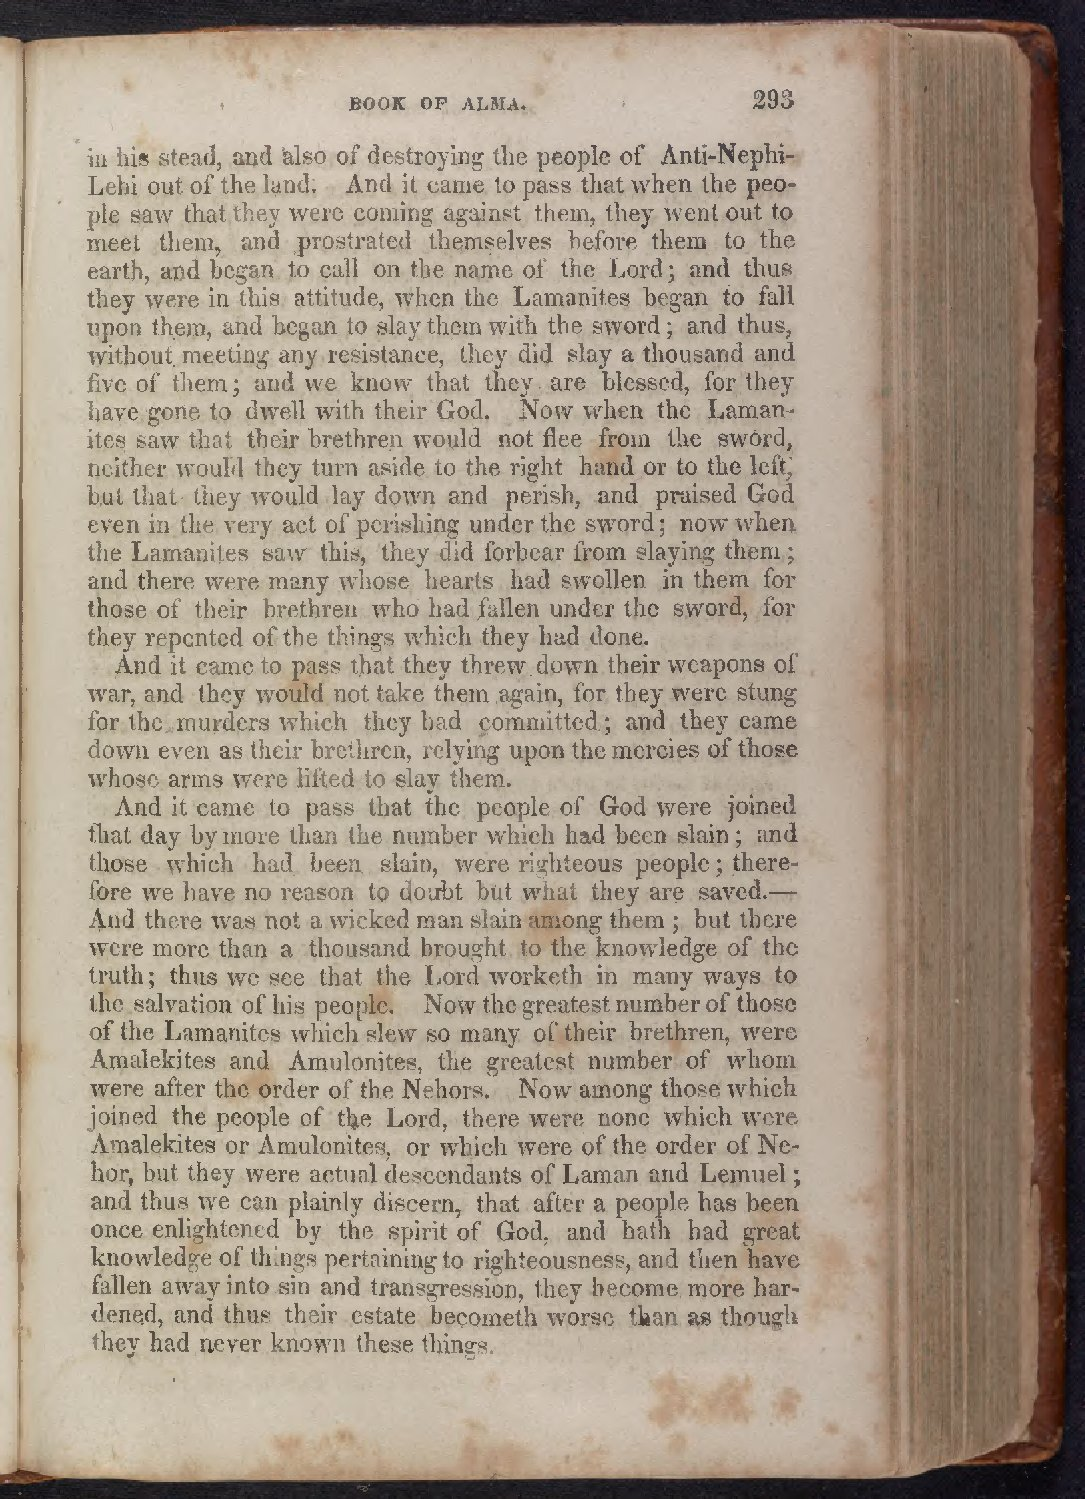 BOOK OF ALMA. 293
in his stead, and also of destroying the people of Anti-Nephi-
Lehi out of the land. And it came to pass that when the peo-
ple saw that they were coming against them, they went out to
meet them, and prostrated themselves before them to the
earth, and began to call on the name of the Lord; and thus
they were in this attitude, when the Lamanites began to fall
upon them, and began to slay them with the sword; and thus,
without meeting any resistance, they did slay a thousand and
five of them; and we know that they are blessed, for they
have gone to dwell with their God. Now when the Laman-
ites saw that their brethren would not flee from the sword,
neither would they turn aside to the right hand or to the left,
but that they would lay down and perish, and praised God
even in the very act of perishing under the sword; now when
the Lamanites saw this, they did forbear from slaying them;
and there were many whose hearts had swollen in them for
those of their brethren who had fallen under the sword, for
they repented of the things which they had done.
And it came to pass that they threw down their weapons of
war, and they would not take them again, for they were stung
for the murders which they had committed; and they came
down even as their brethren, relying upon the mercies of those
whose arms were lifted to slay them.
And it came to pass that the people of God were joined
that day by more than the number which had been slain; and
those which had been slain, were righteous people; there-
fore we have no reason to doubt but what they are saved.—
And there was not a wicked man slain among them; but there
were more than a thousand brought to the knowledge of the
truth; thus we see that the Lord worketh in many ways to
the salvation of his people. Now the greatest number of those
of the Lamanites which slew so many of their brethren, were
Amalekites and Amulonites, the greatest number of whom
were after the order of the Nehors. Now among those which
joined the people of the Lord, there were none which were
Amalekites or Amulonites, or which were of the order of Ne-
hor, but they were actual descendants of Laman and Lemuel;
and thus we can plainly discern, that after a people has been
once enlightened by the spirit of God, and hath had great
knowledge of things pertaining to righteousness, and then have
fallen away into sin and transgression, they become more har-
dened, and thus their estate becometh worse than as though
they had never known these things.